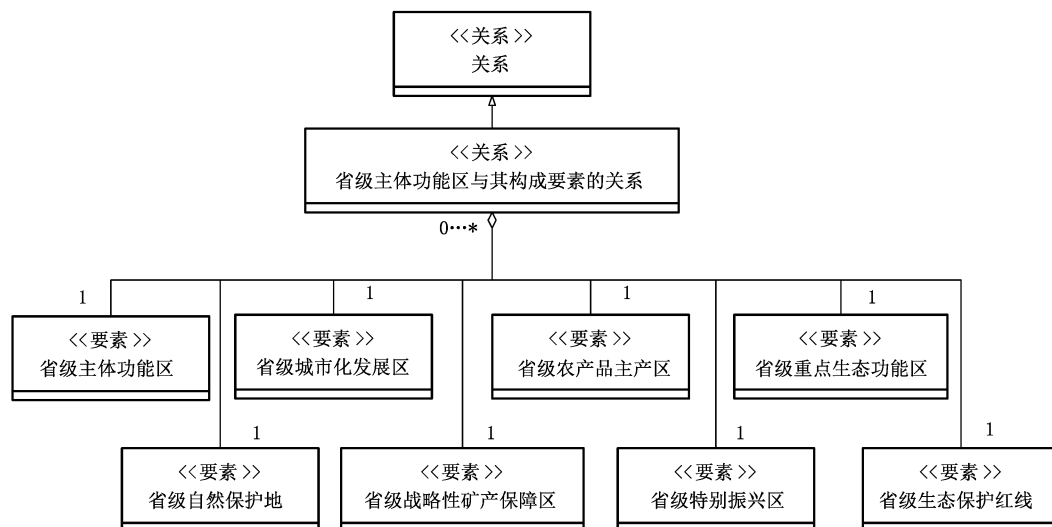 <<关系>>
关系
<<关系>>
省级主体功能区与其构成要素的关系
0…*
1
1
1
1
<<要素>>
省级主体功能区
<<要素>>
省级城市化发展区
<<要素>>
省级农产品主产区
<<要素>>
省级重点生态功能区
1
1
1
1
<<要素>>
省级自然保护地
<<要素>>
省级战略性矿产保障区
<<要素>>
省级特别振兴区
<<要素>>
省级生态保护红线